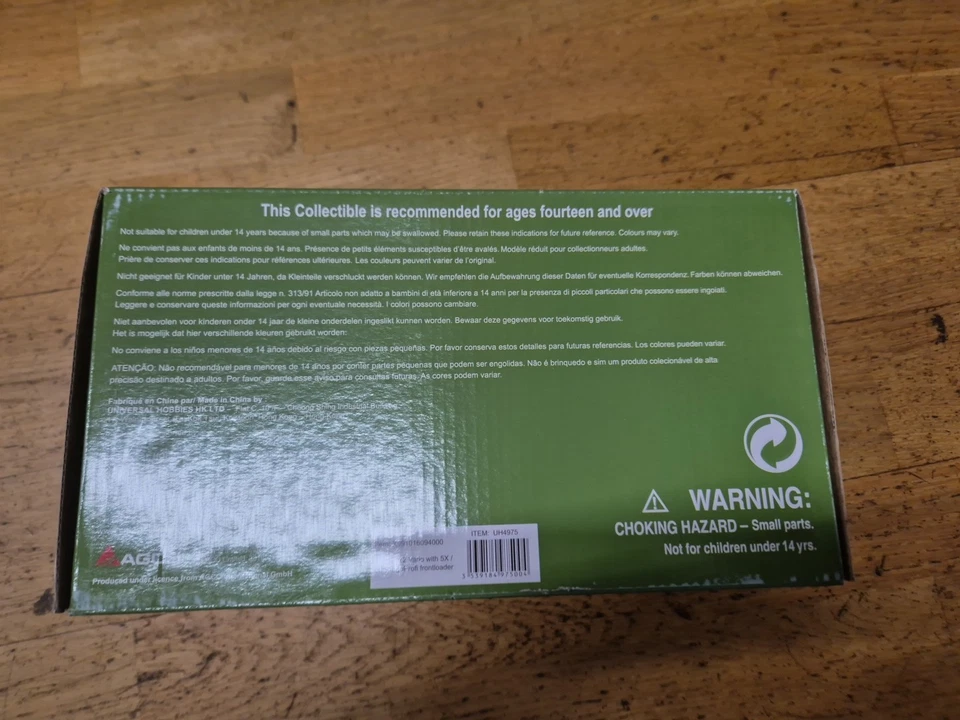 This Collectible is recommended for ages fourteen and over
Not suitable for children under 14 years because of small parts which may be swallowed. Please retain these indications for future reference. Colours may vary.
Ne convient pas aux enfants de moins de 14 ans. Présence de petits éléments susceptibles d'être avalés. Modèle réduit pour collectionneurs adultes.
Prière de conserver ces indications pour références ultérieures. Les couleurs peuvent varier de l'original.
Nicht geeignet für Kinder unter 14 Jahren, da Kleinteile verschluckt werden können. Wir empfehlen die Aufbewahrung dieser Daten für eventuelle Korrespondenz. Farben können abweichen.
Conforme alle norme prescritte dalla legge n. 313/91 Articolo non adatto a bambini di età inferiore a 14 anni per la presenza di piccoli particolari che possono essere ingoiati.
Leggere e conservare queste informazioni per ogni eventuale necessità. I colori possono cambiare.
Niet aanbevolen voor kinderen onder 14 jaar de kleine onderdelen ingeslikt kunnen worden. Bewaar deze gegevens voor toekomstig gebruik.
Het is mogelijk dat hier verschillende kleuren gebruikt worden:
No conviene a los niños menores de 14 años debido al riesgo con piezas pequeñas. Por favor conserva estos detalles para futuras referencias. Los colores pueden variar.
ATENÇÃO: Não recomendável para menores de 14 anos por conter partes pequenas que podem ser engolidas. Não é brinquedo e sim um produto colecionável de alta
precisão destinado a adultos. Por favor, guarde esse aviso para consultas futuras. As cores podem variar.
Fabriqué en Chine par/ Made in China by
UNIVERSAL HOBBIES HK LTD
WARNING:
CHOKING HAZARD – Small parts.
Not for children under 14 yrs.
ITEM: UH4975
with 5X /
frontloader
3 539184 975004
Produced under licence from GmbH